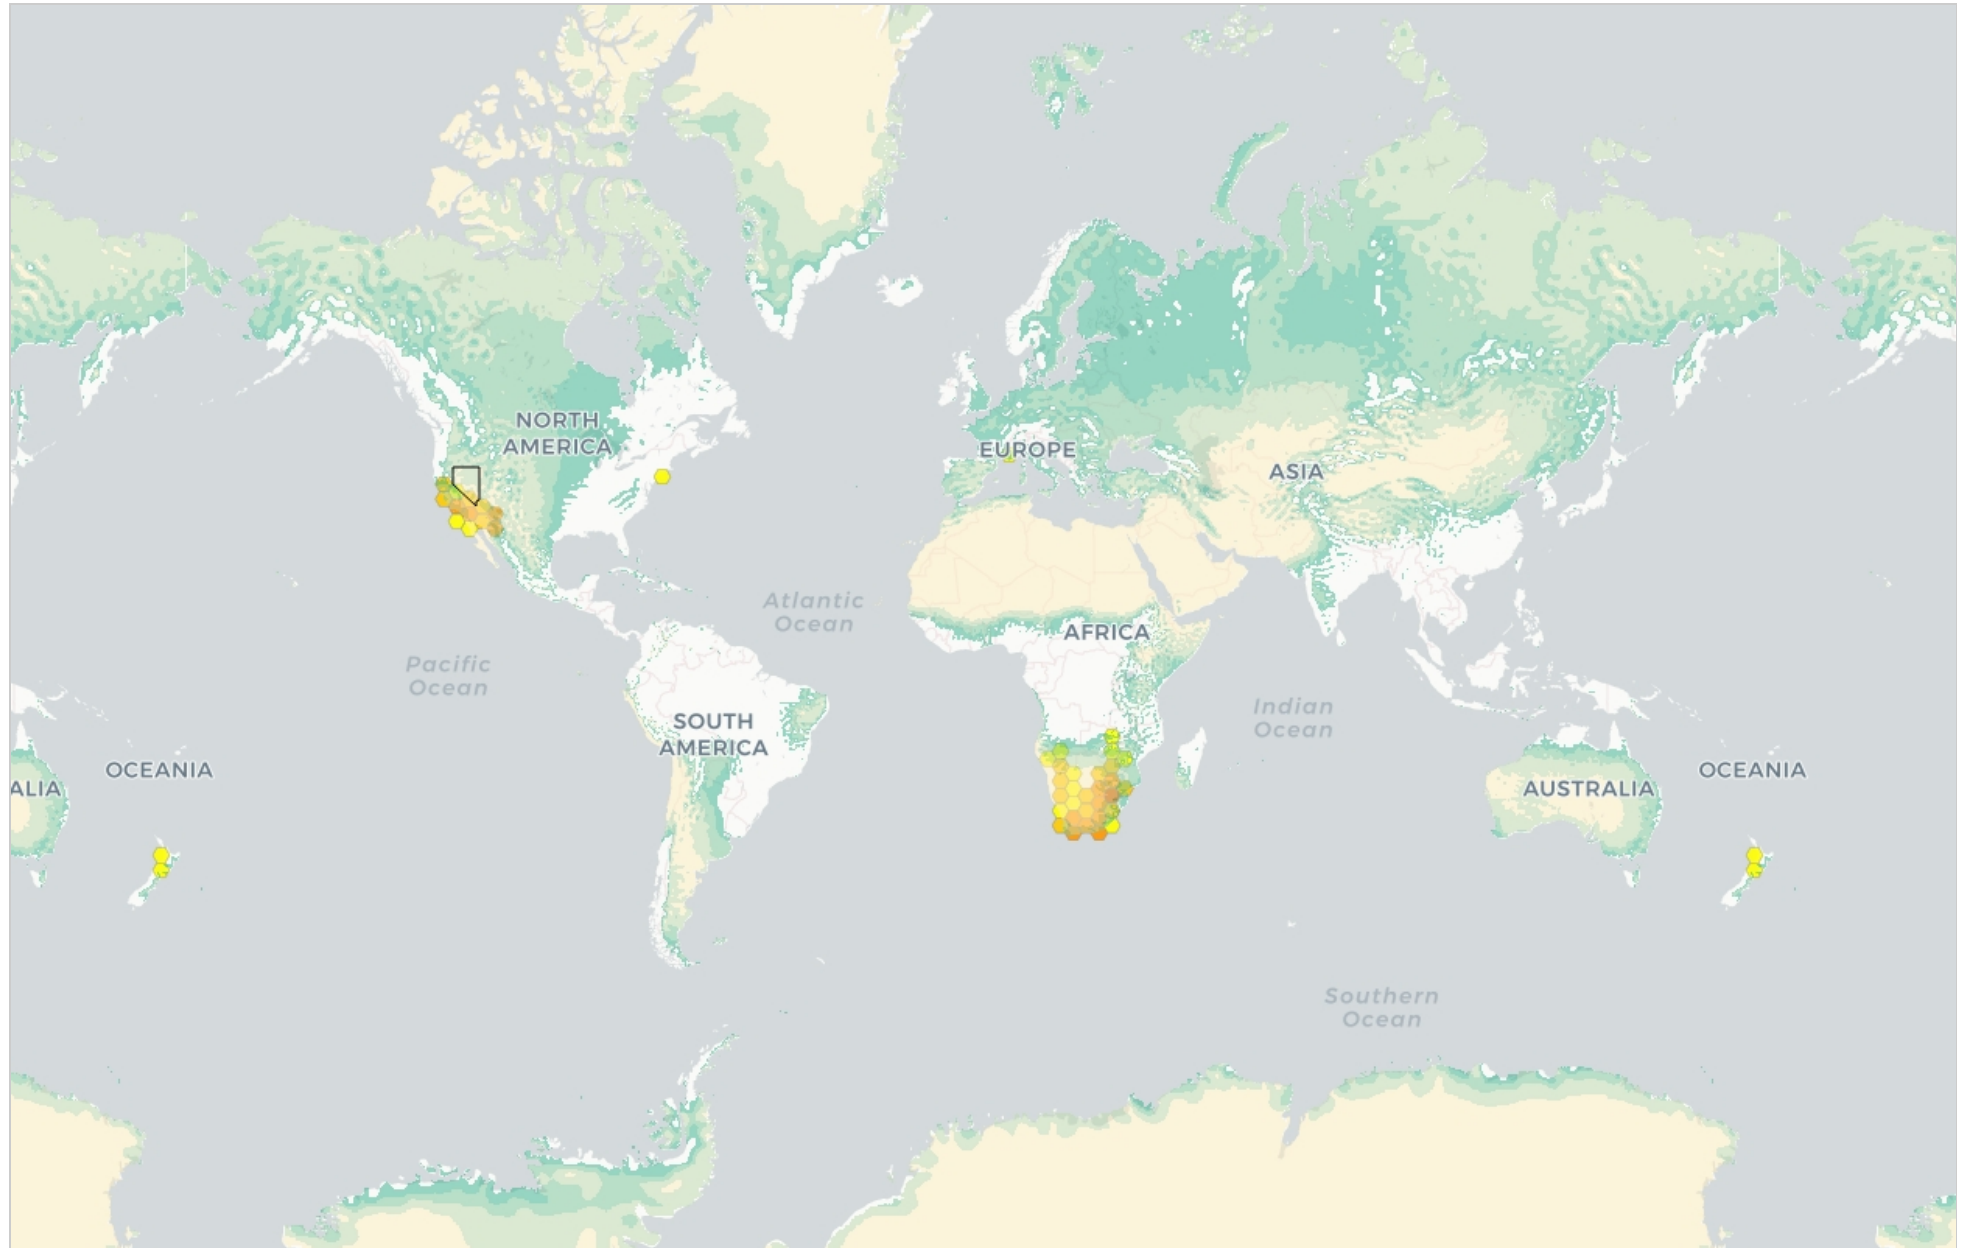 NORTH
AMERICA
EUROPE
ASIA
Atlantic
Ocean
AFRICA
Pacific
Ocean
SOUTH
AMERICA
Indian
Ocean
OCEANIA
ALIA
AUSTRALIA
OCEANIA
Southern
Ocean